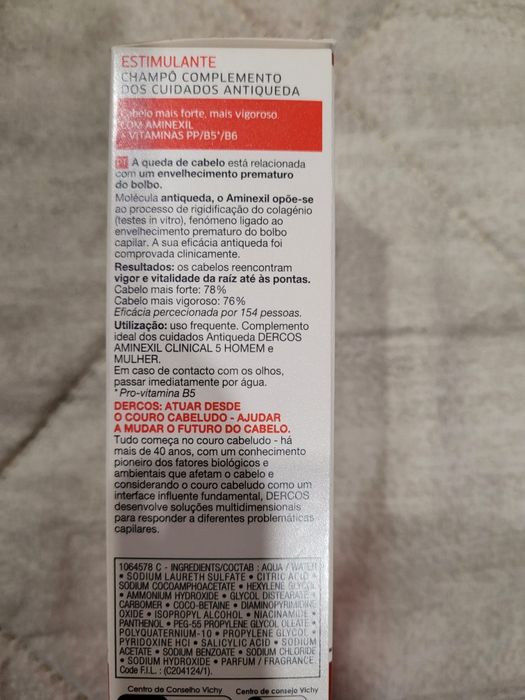 ESTIMULANTE
CHAMPÔ COMPLEMENTO
DOS CUIDADOS ANTIQUEDA
Cabelo mais forte, mais vigoroso
COM AMINEXIL
+ VITAMINAS PP/B5*/B6
PT A queda de cabelo está relacionada
com um envelhecimento prematuro
do bolbo.
Molécula antiqueda, o Aminexil opõe-se
ao processo de rigidificação do colagénio
(testes in vitro), fenómeno ligado ao
envelhecimento prematuro do bolbo
capilar. A sua eficácia antiqueda foi
comprovada clinicamente.
Resultados: os cabelos reencontram
vigor e vitalidade da raíz até às pontas.
Cabelo mais forte: 78%
Cabelo mais vigoroso: 76%
Eficácia percecionada por 154 pessoas.
Utilização: uso frequente. Complemento
ideal dos cuidados Antiqueda DERCOS
AMINEXIL CLINICAL 5 HOMEM e
MULHER.
Em caso de contacto com os olhos,
passar imediatamente por água.
*Pro-vitamina B5
DERCOS: ATUAR DESDE
O COURO CABELUDO - AJUDAR
A MUDAR O FUTURO DO CABELO.
Tudo começa no couro cabeludo - há
mais de 40 anos, com um conhecimento
pioneiro dos fatores biológicos e
ambientais que afetam o cabelo e
considerando o couro cabeludo como um
interface influente fundamental, DERCOS
desenvolve soluções multidimensionais
para responder a diferentes problemáticas
capilares.
1064578 C - INGREDIENTS/COCTAB : AQUA / WATER
• SODIUM LAURETH SULFATE • CITRIC ACID •
SODIUM COCOAMPHOACETATE • HEXYLENE GLYCOL
• AMMONIUM HYDROXIDE • GLYCOL DISTEARATE •
CARBOMER • COCO-BETAINE • DIAMINOPYRIMIDINE
OXIDE • ISOPROPYL ALCOHOL • NIACINAMIDE •
PANTHENOL • PEG-55 PROPYLENE GLYCOL OLEATE •
POLYQUATERNIUM-10 • PROPYLENE GLYCOL •
PYRIDOXINE HCl • SALICYLIC ACID • SODIUM
ACETATE • SODIUM BENZOATE • SODIUM CHLORIDE
• SODIUM HYDROXIDE • PARFUM / FRAGRANCE.
Code F.I.L. : (C204124/1).
Centro de Conselho Vichy Centro de consejo Vichy